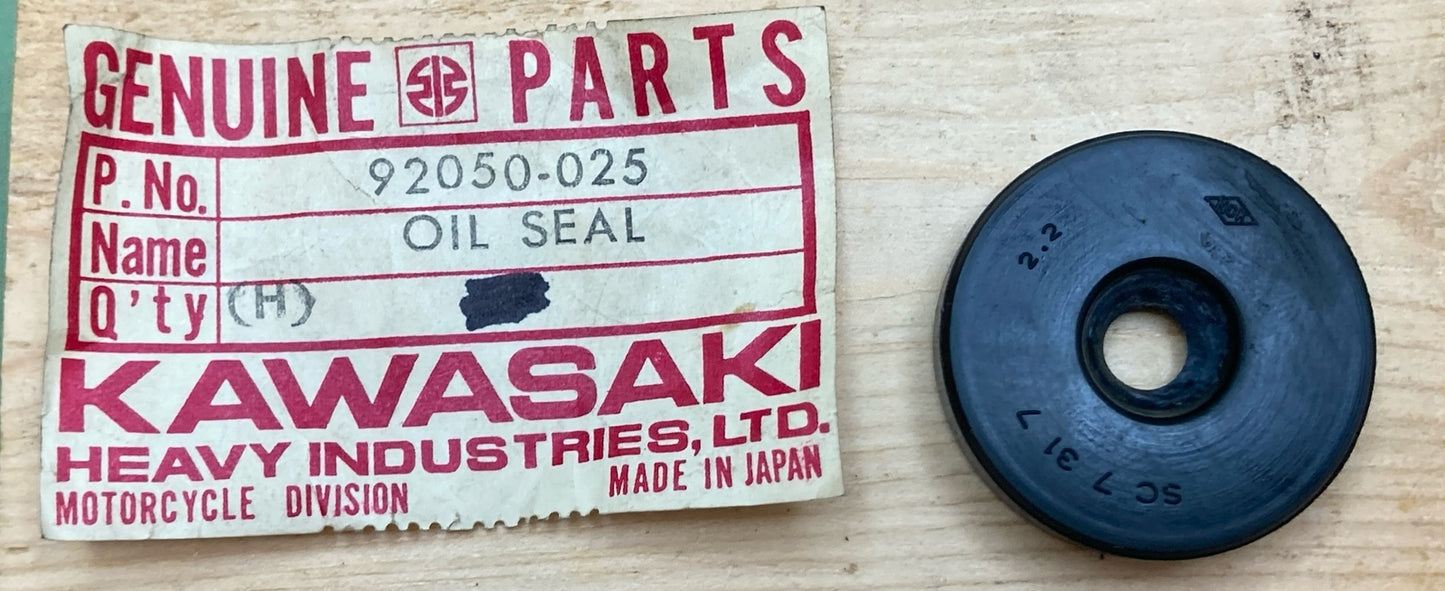 GENUINE PARTS
P. No. 92050-025
Name OIL SEAL
Q'ty (H)
KAWASAKI
HEAVY INDUSTRIES, LTD.
MOTORCYCLE DIVISION MADE IN JAPAN
2.2
SC 7 31 7